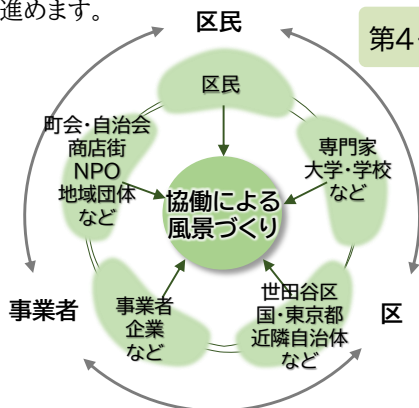 進めます。
区民
第4
区民
町会・自治会
商店街
NPO
地域団体
など
専門家
大学・学校
など
協働による
風景づくり
事業者
企業
など
世田谷区
国・東京都
近隣自治体
など
事業者
区